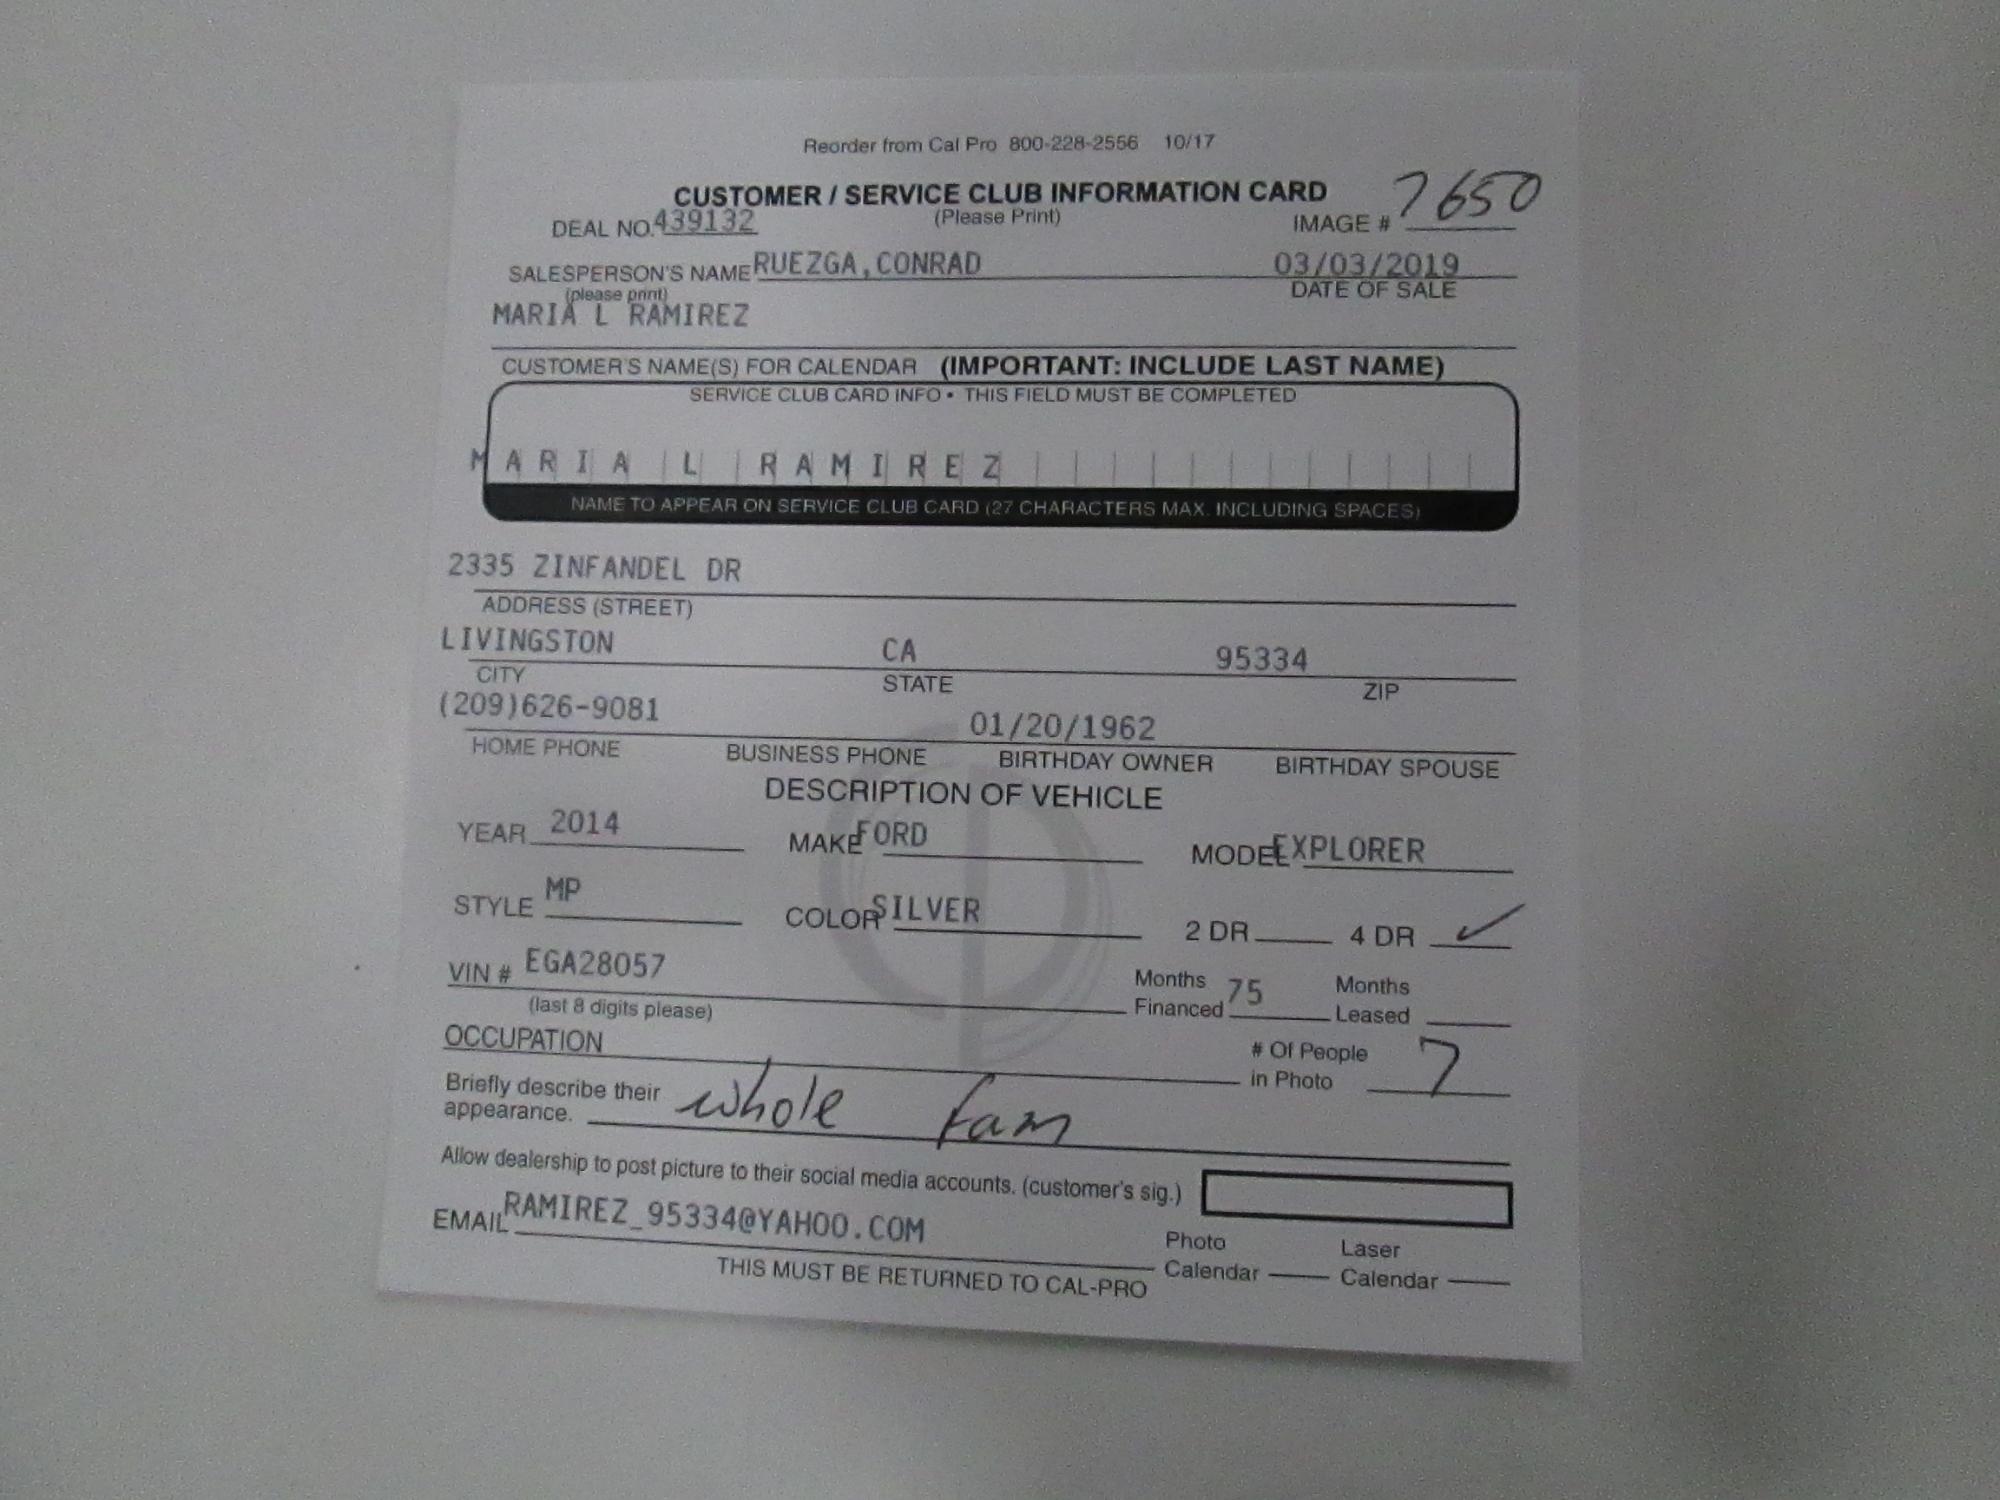 Reorder from Cal Pro 800-228-2556 10/17
CUSTOMER / SERVICE CLUB INFORMATION CARD
DEAL NO. 439132 (Please Print) IMAGE # 7650
SALESPERSON'S NAME RUEZGA, CONRAD 03/03/2019
(please print) DATE OF SALE
MARIA L RAMIREZ
CUSTOMER'S NAME(S) FOR CALENDAR (IMPORTANT: INCLUDE LAST NAME)
SERVICE CLUB CARD INFO • THIS FIELD MUST BE COMPLETED
MARIA L RAMIREZ
NAME TO APPEAR ON SERVICE CLUB CARD (27 CHARACTERS MAX. INCLUDING SPACES)
2335 ZINFANDEL DR
ADDRESS (STREET)
LIVINGSTON CA 95334
CITY STATE ZIP
(209)626-9081 01/20/1962
HOME PHONE BUSINESS PHONE BIRTHDAY OWNER BIRTHDAY SPOUSE
DESCRIPTION OF VEHICLE
YEAR 2014 MAKE FORD MODEL EXPLORER
STYLE MP COLOR SILVER 2 DR 4 DR ✓
VIN # EGA28057 Months Financed 75 Months Leased
(last 8 digits please)
OCCUPATION # Of People in Photo 7
Briefly describe their appearance. whole fam
Allow dealership to post picture to their social media accounts. (customer's sig.)
EMAIL RAMIREZ_95334@YAHOO.COM
THIS MUST BE RETURNED TO CAL-PRO Photo Calendar Laser Calendar